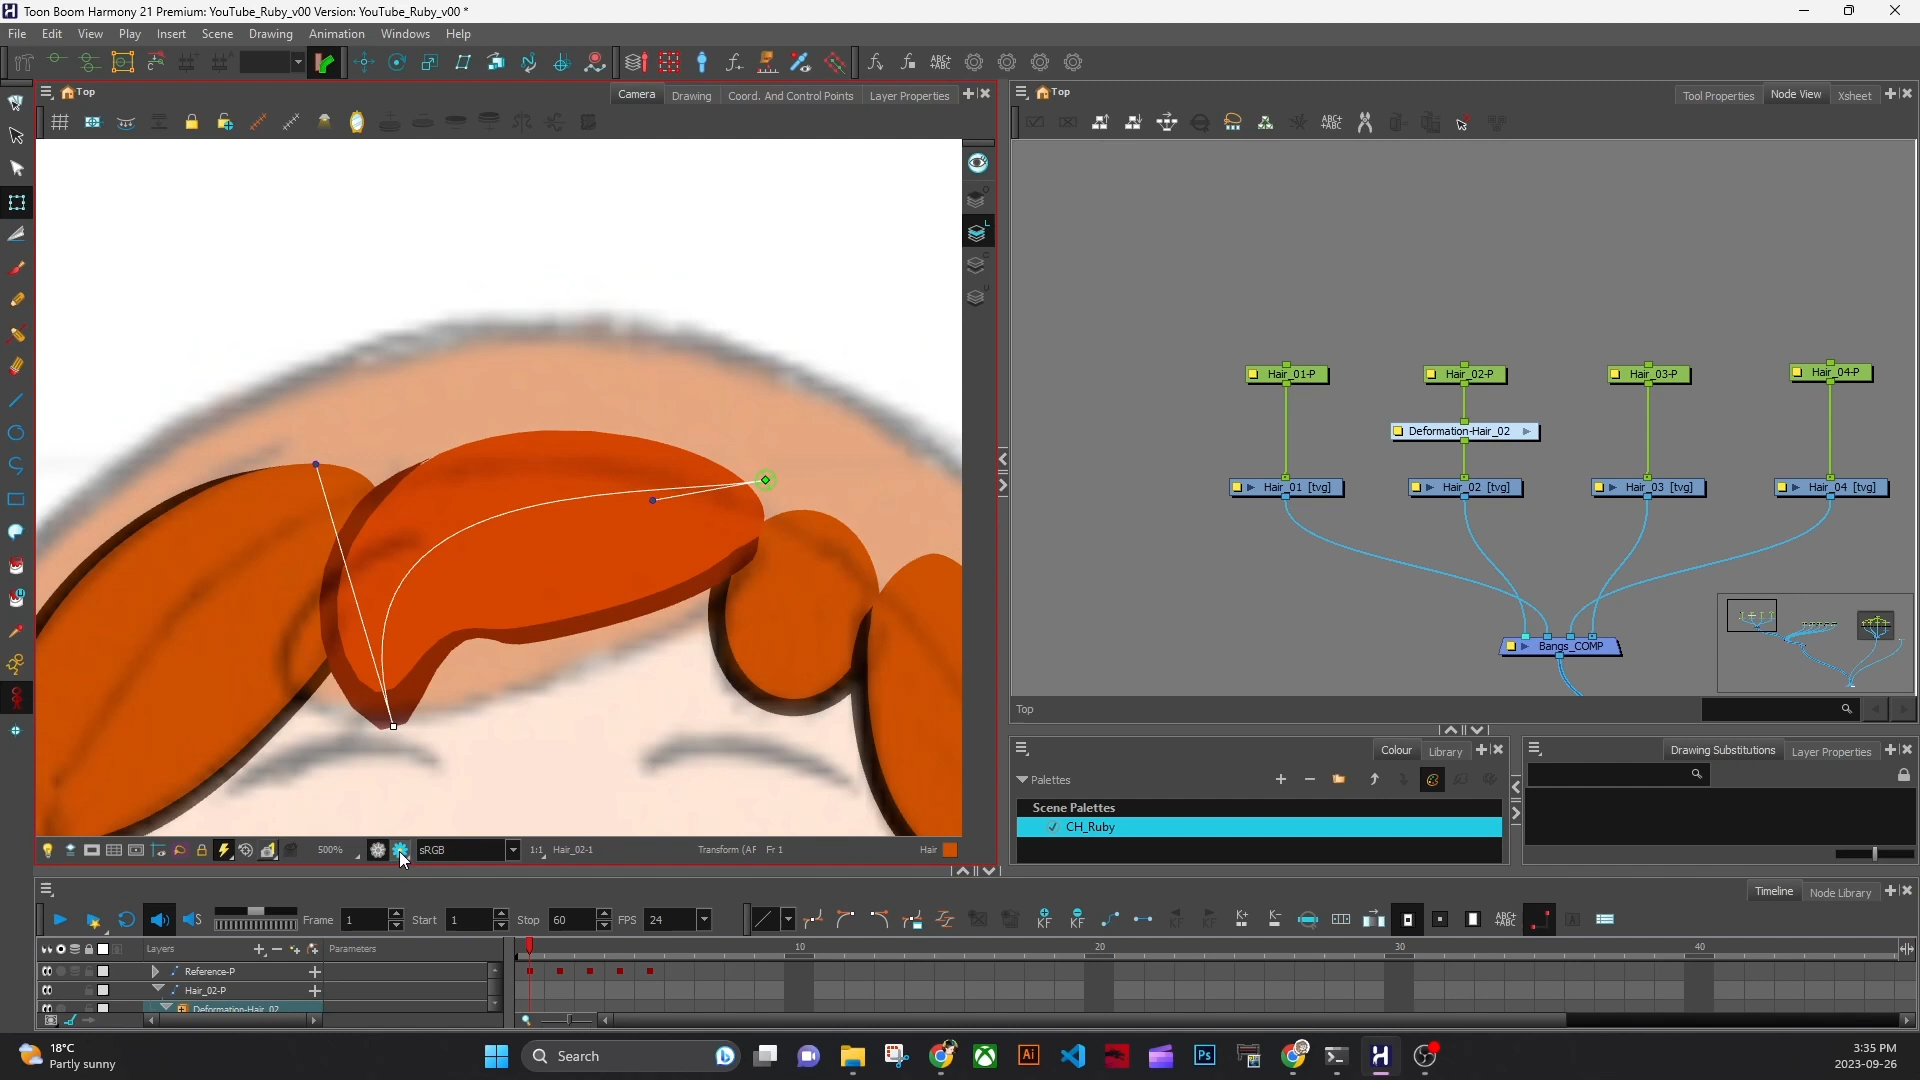 Toon Boom Harmony 21 Premium: YouTube_Ruby_v00 Version: YouTube_Ruby_v00 *
File Edit View Play Insert Scene Drawing Animation Windows Help
Top
Camera Drawing Coord. And Control Points Layer Properties
Top
Tool Properties Node View Xsheet
Hair_01-P
Hair_02-P
Hair_03-P
Hair_04-P
Deformation-Hair_02
Hair_01 [tvg]
Hair_02 [tvg]
Hair_03 [tvg]
Hair_04 [tvg]
Bangs_COMP
Top
Colour Library
Palettes
Scene Palettes
CH_Ruby
Drawing Substitutions Layer Properties
500% sRGB 1:1 Hair_02-1 Transform (AF Fr 1 Hair
Timeline Node Library
Frame 1 Start 1 Stop 60 FPS 24
Layers Parameters
10 20 30 40
Reference-P
Hair_02-P
Deformation-Hair_02
18°C
Partly sunny
Search
3:35 PM
2023-09-26